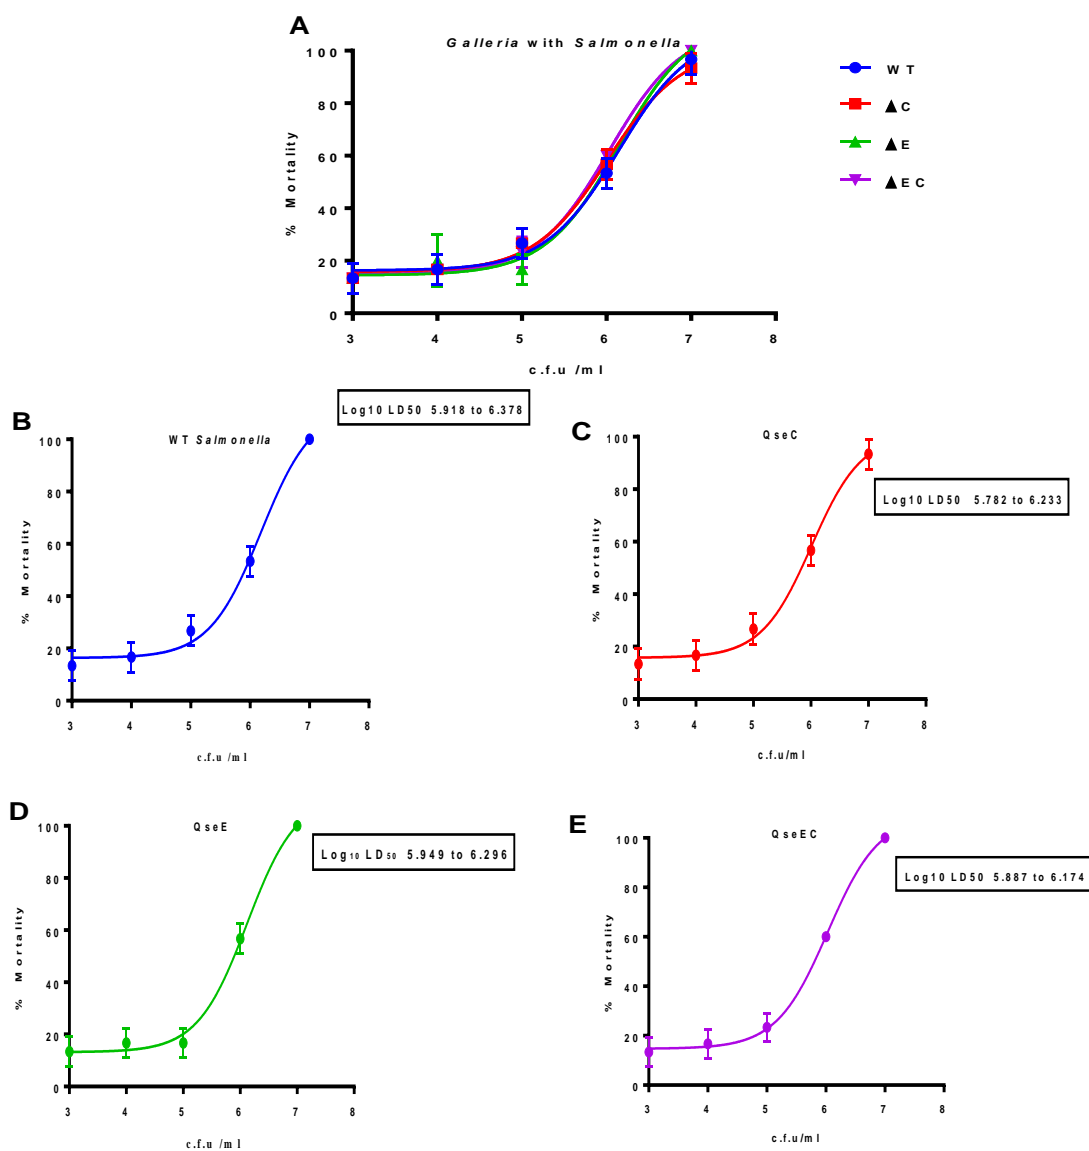 A
Galleria with Salmonella
100
80
60
40
20
0
% Mortality
3 4 5 6 7 8
c.f.u /ml
WT
▲C
▲E
▲EC
B
Log10 LD50 5.918 to 6.378
WT Salmonella
100
80
60
40
20
0
% Mortality
3 4 5 6 7 8
c.f.u /ml
C
QseC
Log10 LD50 5.782 to 6.233
100
80
60
40
20
0
% Mortality
3 4 5 6 7 8
c.f.u/ml
D
QseE
Log₁₀ LD₅₀ 5.949 to 6.296
100
80
60
40
20
0
% Mortality
3 4 5 6 7 8
c.f.u /ml
E
QseEC
Log10 LD50 5.887 to 6.174
100
80
60
40
20
0
% Mortality
3 4 5 6 7 8
c.f.u/ml